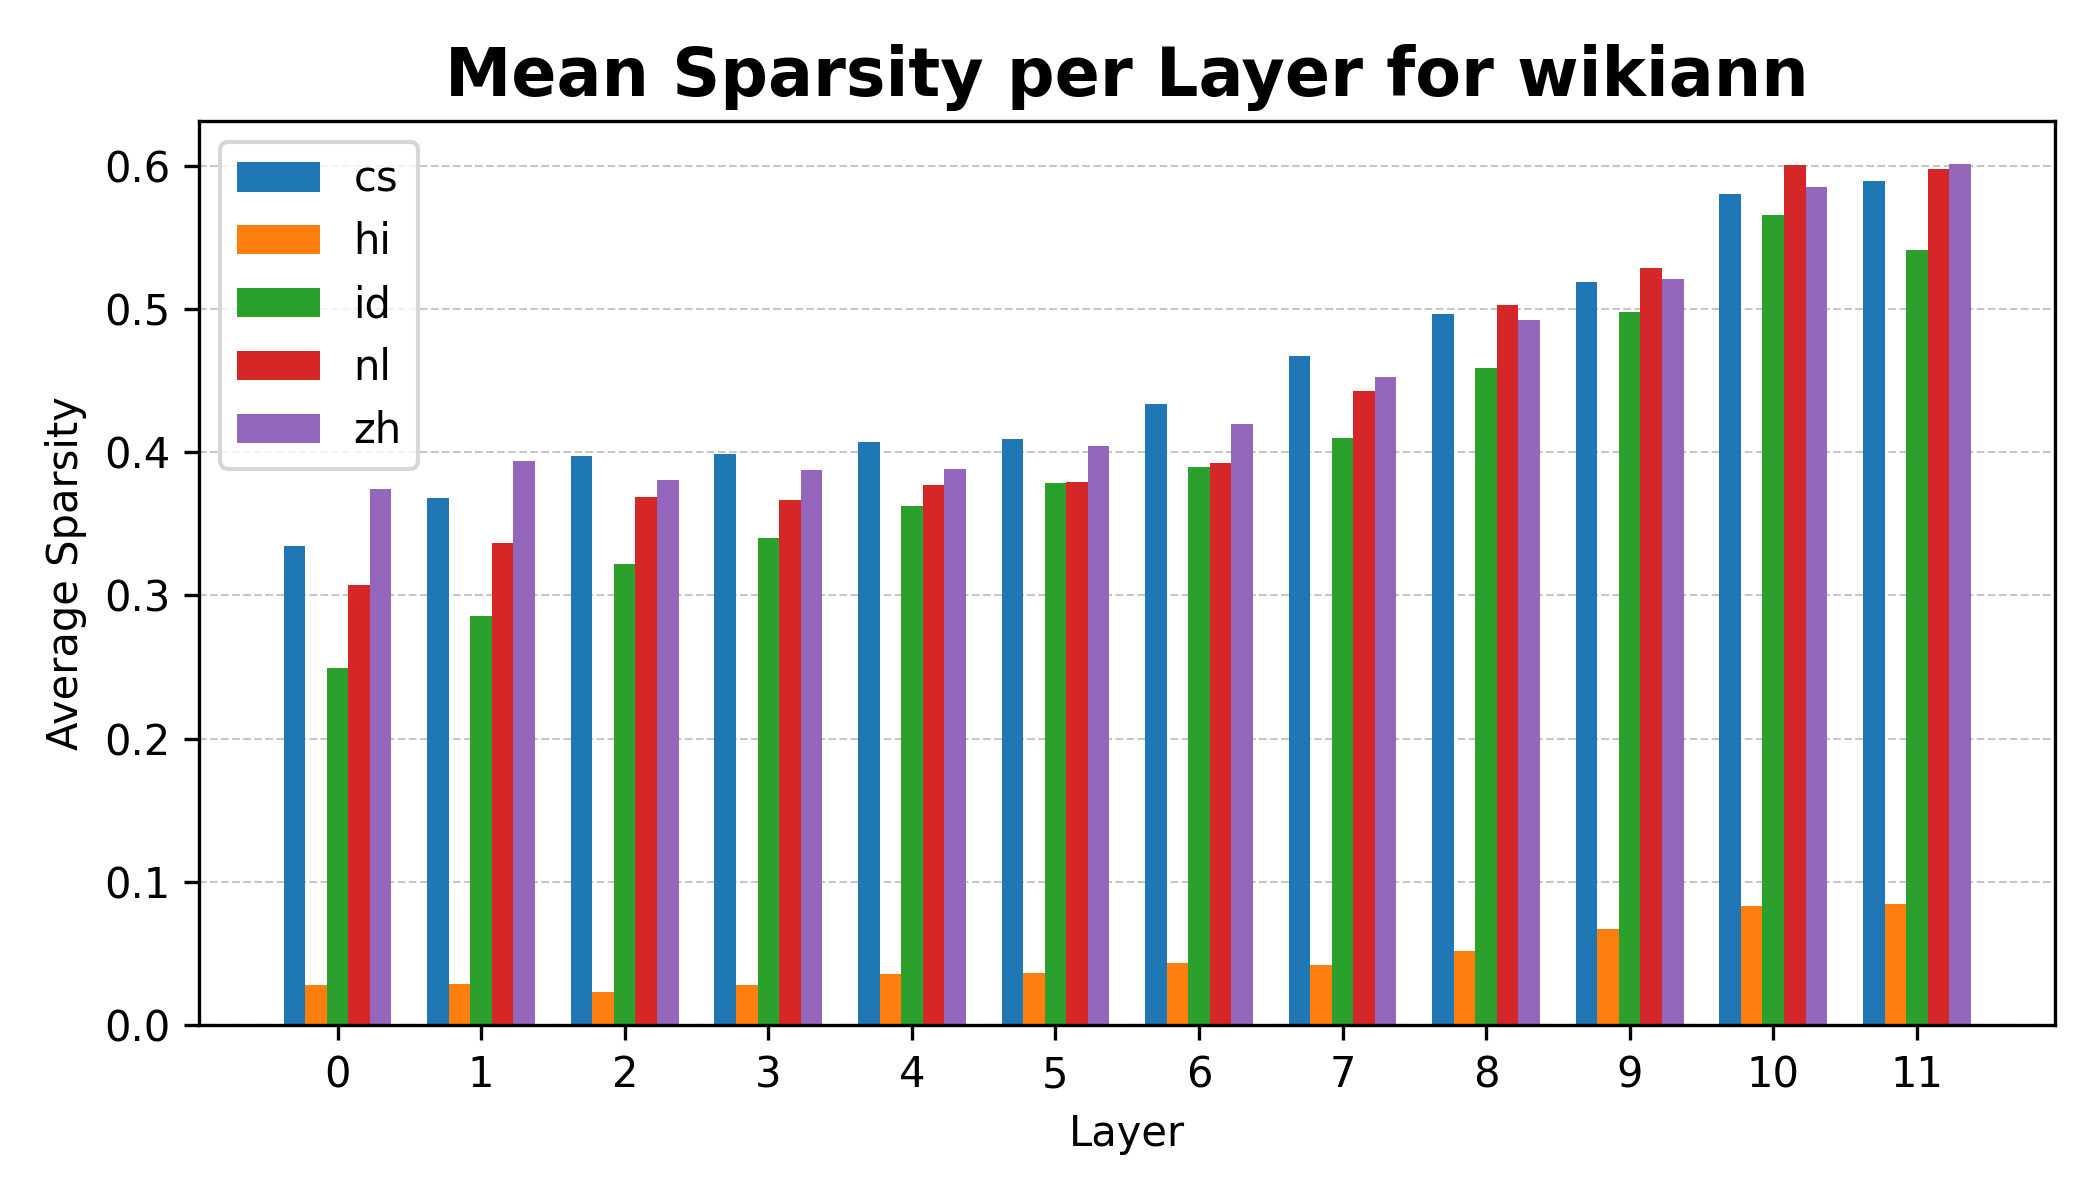 Mean Sparsity per Layer for wikiann
cs
hi
id
nl
zh
Average Sparsity
0.6
0.5
0.4
0.3
0.2
0.1
0.0
0 1 2 3 4 5 6 7 8 9 10 11
Layer